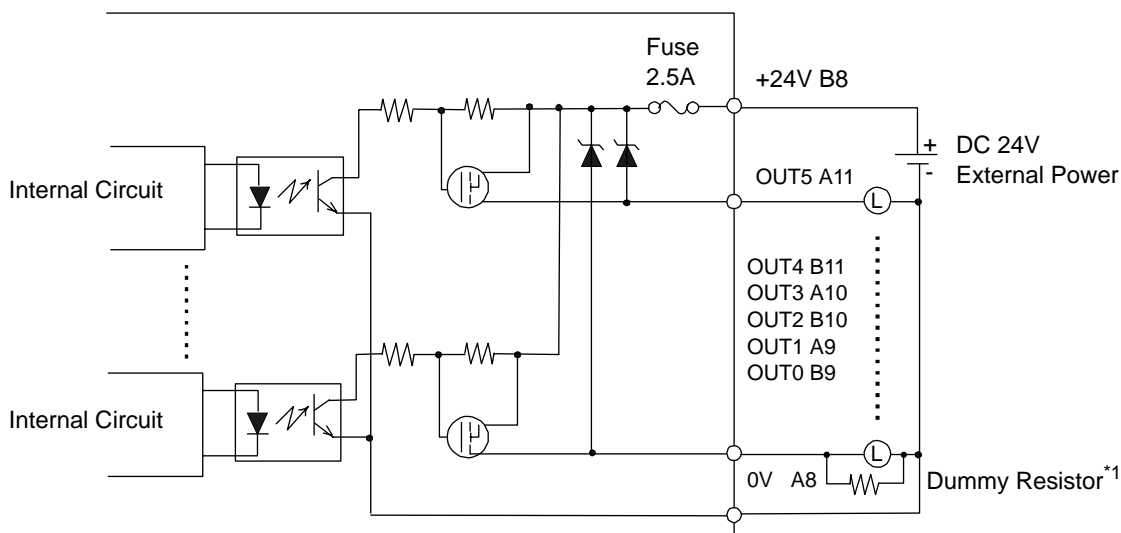 Fuse
2.5A
+24V B8
+
-
DC 24V
External Power
Internal Circuit
OUT5 A11
L
OUT4 B11
OUT3 A10
OUT2 B10
OUT1 A9
OUT0 B9
Internal Circuit
L
0V A8
Dummy Resistor*1